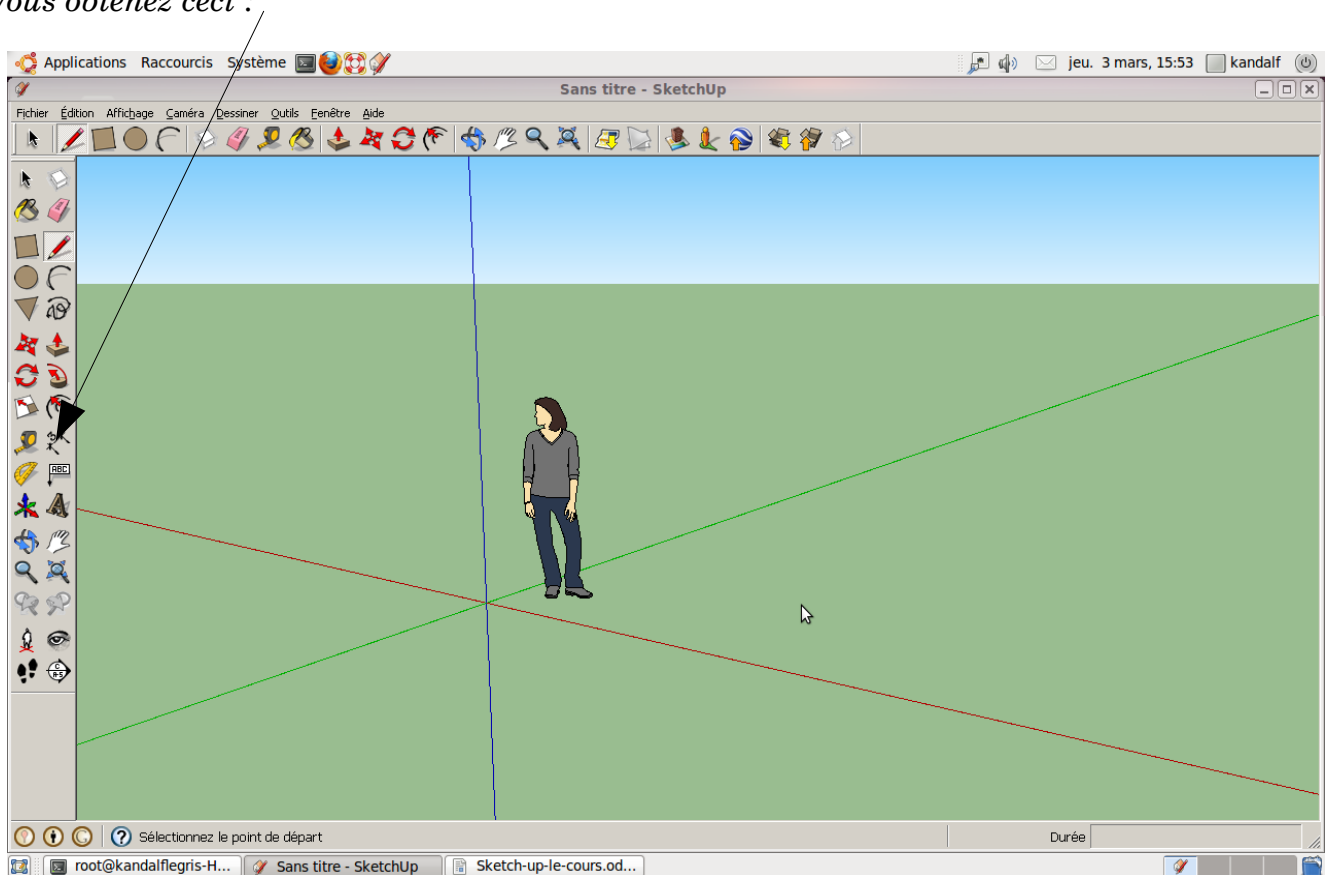 vous obtenez ceci :
Applications Raccourcis Système
jeu. 3 mars, 15:53 kandalf
Sans titre - SketchUp
Fichier Édition Affichage Caméra Dessiner Outils Fenêtre Aide
ABC
Sélectionnez le point de départ
Durée
root@kandalflegris-H... Sans titre - SketchUp Sketch-up-le-cours.od...